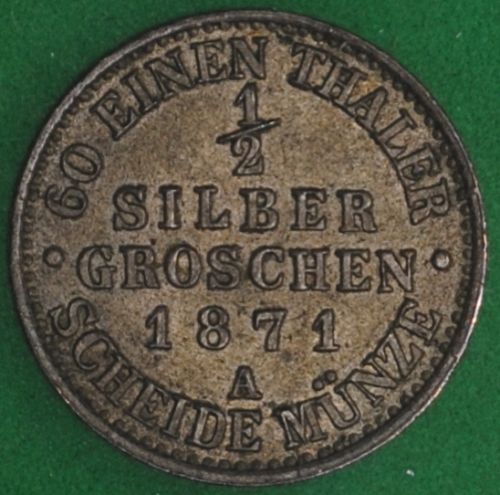 60 EINEN THALER
1/2
SILBER
GROSCHEN
1871
A
SCHEIDE MÜNZE